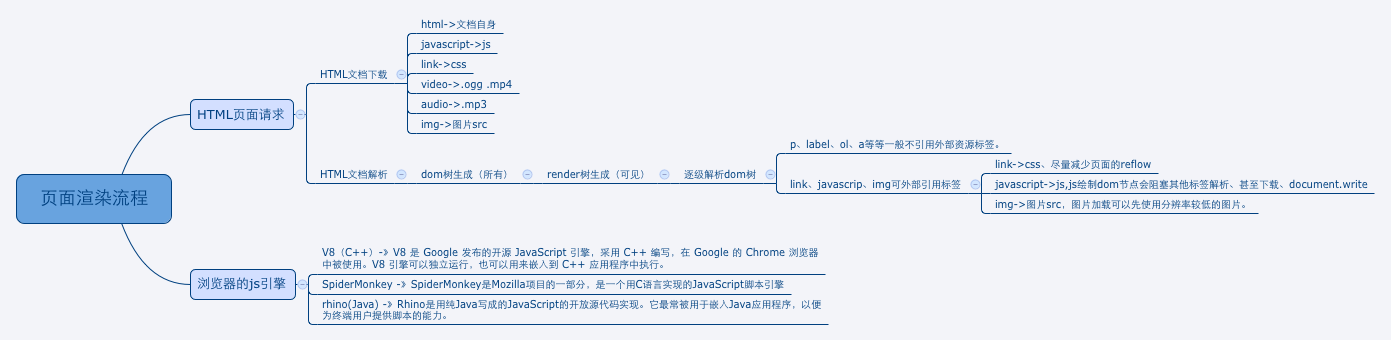 页面渲染流程
HTML页面请求
HTML文档下载
html->文档自身
javascript->js
link->css
video->.ogg .mp4
audio->.mp3
img->图片src
HTML文档解析
dom树生成（所有）
render树生成（可见）
逐级解析dom树
p、label、ol、a等等一般不引用外部资源标签。
link、javascrip、img可外部引用标签
link->css、尽量减少页面的reflow
javascript->js,js绘制dom节点会阻塞其他标签解析、甚至下载、document.write
img->图片src，图片加载可以先使用分辨率较低的图片。
浏览器的js引擎
V8（C++）-》V8 是 Google 发布的开源 JavaScript 引擎，采用 C++ 编写，在 Google 的 Chrome 浏览器
中被使用。V8 引擎可以独立运行，也可以用来嵌入到 C++ 应用程序中执行。
SpiderMonkey -》SpiderMonkey是Mozilla项目的一部分，是一个用C语言实现的JavaScript脚本引擎
rhino(Java) -》Rhino是用纯Java写成的JavaScript的开放源代码实现。它最常被用于嵌入Java应用程序，以便
为终端用户提供脚本的能力。